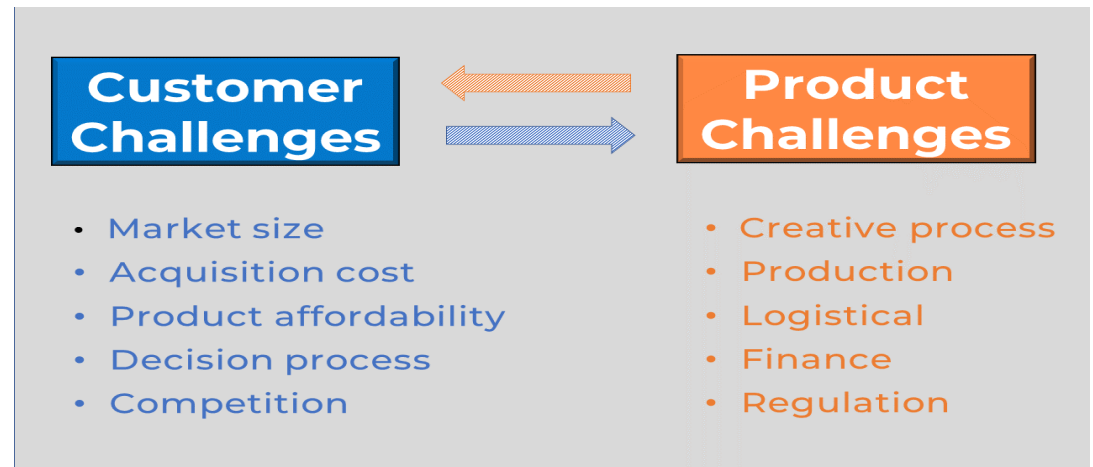 Customer
Challenges
Product
Challenges
• Market size
• Acquisition cost
• Product affordability
• Decision process
• Competition
• Creative process
• Production
• Logistical
• Finance
• Regulation